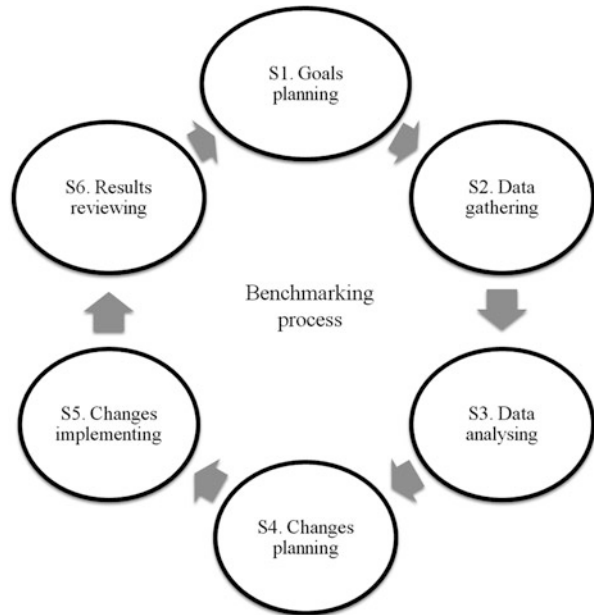 S1. Goals
planning
S2. Data
gathering
S3. Data
analysing
S4. Changes
planning
S5. Changes
implementing
S6. Results
reviewing
Benchmarking
process